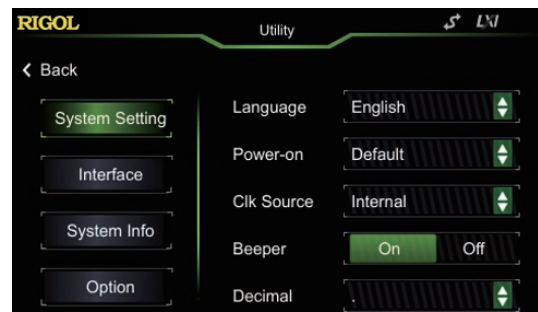 RIGOL
Utility
LXI
Back
System Setting
Interface
System Info
Option
Language English
Power-on Default
Clk Source Internal
Beeper On Off
Decimal .